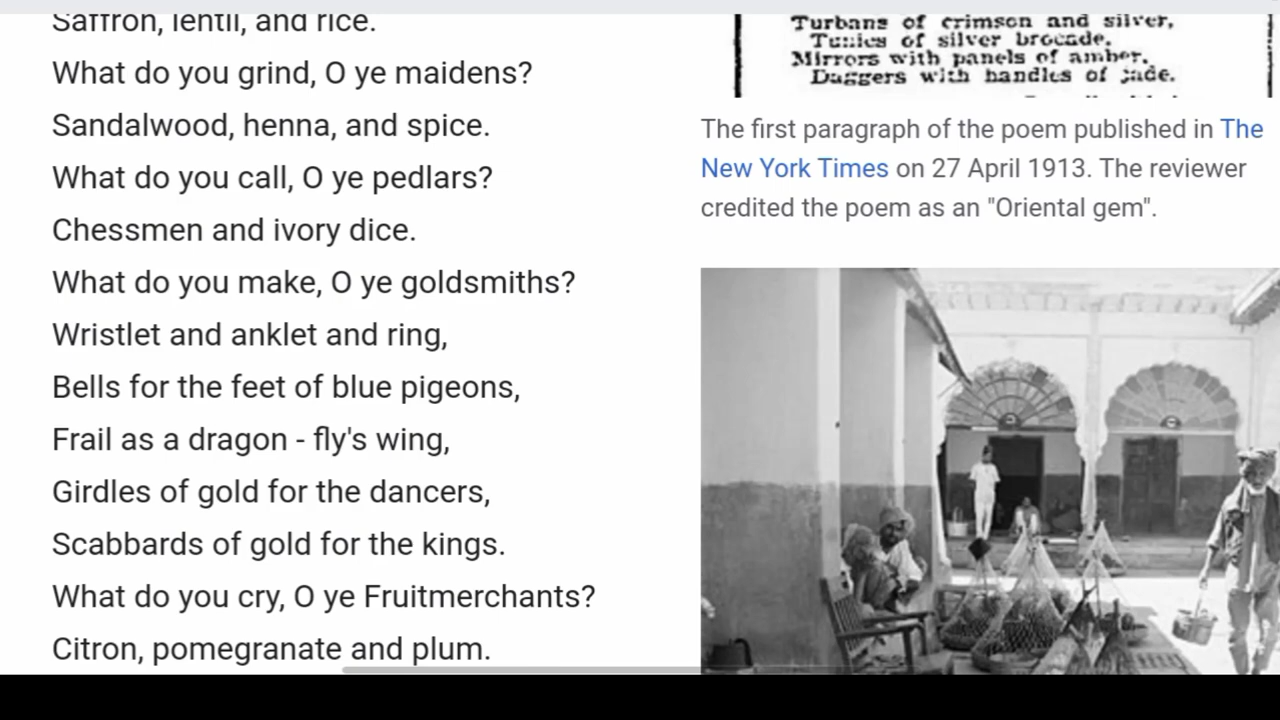 Saffron, lentil, and rice.
What do you grind, O ye maidens?
Sandalwood, henna, and spice.
What do you call, O ye pedlars?
Chessmen and ivory dice.
What do you make, O ye goldsmiths?
Wristlet and anklet and ring,
Bells for the feet of blue pigeons,
Frail as a dragon - fly's wing,
Girdles of gold for the dancers,
Scabbards of gold for the kings.
What do you cry, O ye Fruitmerchants?
Citron, pomegranate and plum.
Turbans of crimson and silver,
Tunics of silver brocade.
Mirrors with panels of amber.
Daggers with handles of jade.
The first paragraph of the poem published in The
New York Times on 27 April 1913. The reviewer
credited the poem as an "Oriental gem".